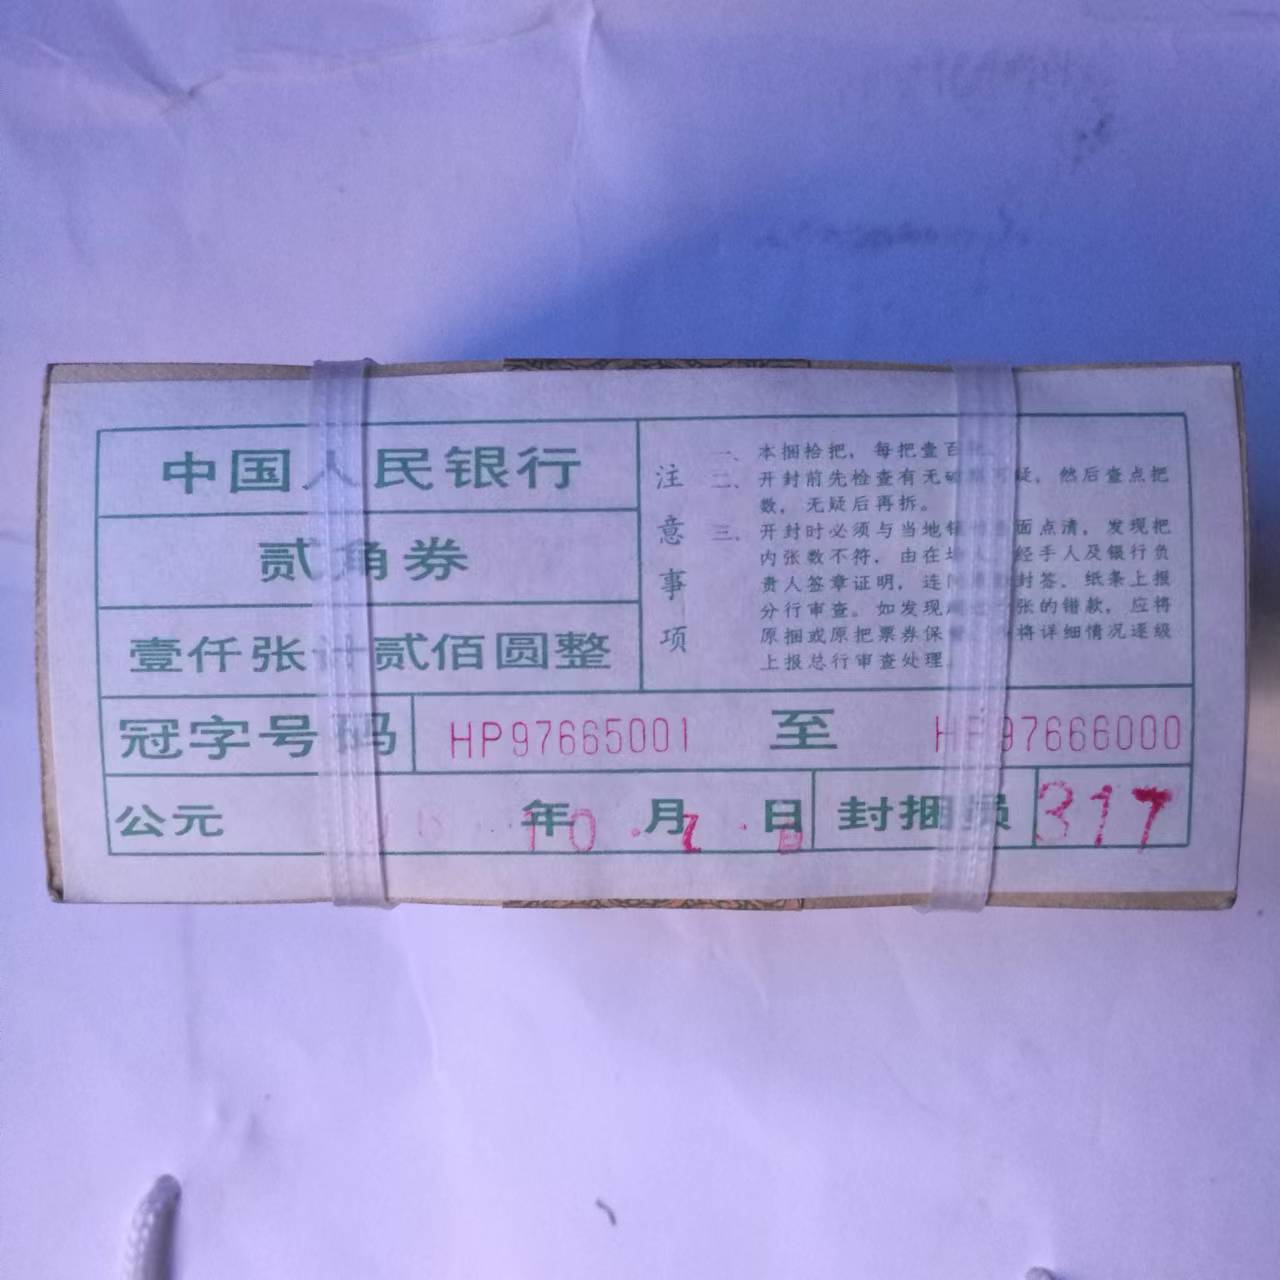 中国人民银行
贰角券
壹仟张计贰佰圆整
注意事项
一、本捆拾把，每把壹百
二、开封前先检查有无破 可疑，然后查点把
数，无疑后再拆。
三、开封时必须与当地银 面点清，发现把
内张数不符，由在场 经手人及银行负
责人签章证明，连同 封签、纸条上报
分行审查。如发现 张的错款，应将
原捆或原把票券保 将详细情况逐级
上报总行审查处理。
冠字号码 HP97665001 至 HP97666000
公元 年 10 月 日 封捆员 317